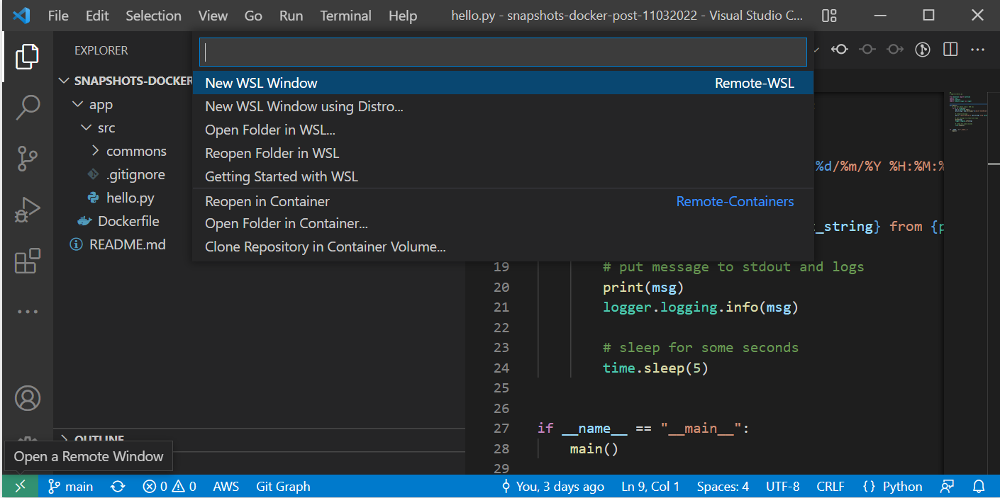 File Edit Selection View Go Run Terminal Help hello.py - snapshots-docker-post-11032022 - Visual Studio C...
EXPLORER
SNAPSHOTS-DOCKER
app
src
commons
.gitignore
hello.py
Dockerfile
README.md
New WSL Window Remote-WSL
New WSL Window using Distro...
Open Folder in WSL...
Reopen Folder in WSL
Getting Started with WSL
Reopen in Container Remote-Containers
Open Folder in Container...
Clone Repository in Container Volume...
%d/%m/%Y %H:%M:%
_string} from {p
19 # put message to stdout and logs
20 print(msg)
21 logger.logging.info(msg)
22
23 # sleep for some seconds
24 time.sleep(5)
25
26
27 if __name__ == "__main__":
28 main()
29
OUTLINE
Open a Remote Window
main 0 0 AWS Git Graph You, 3 days ago Ln 9, Col 1 Spaces: 4 UTF-8 CRLF {} Python